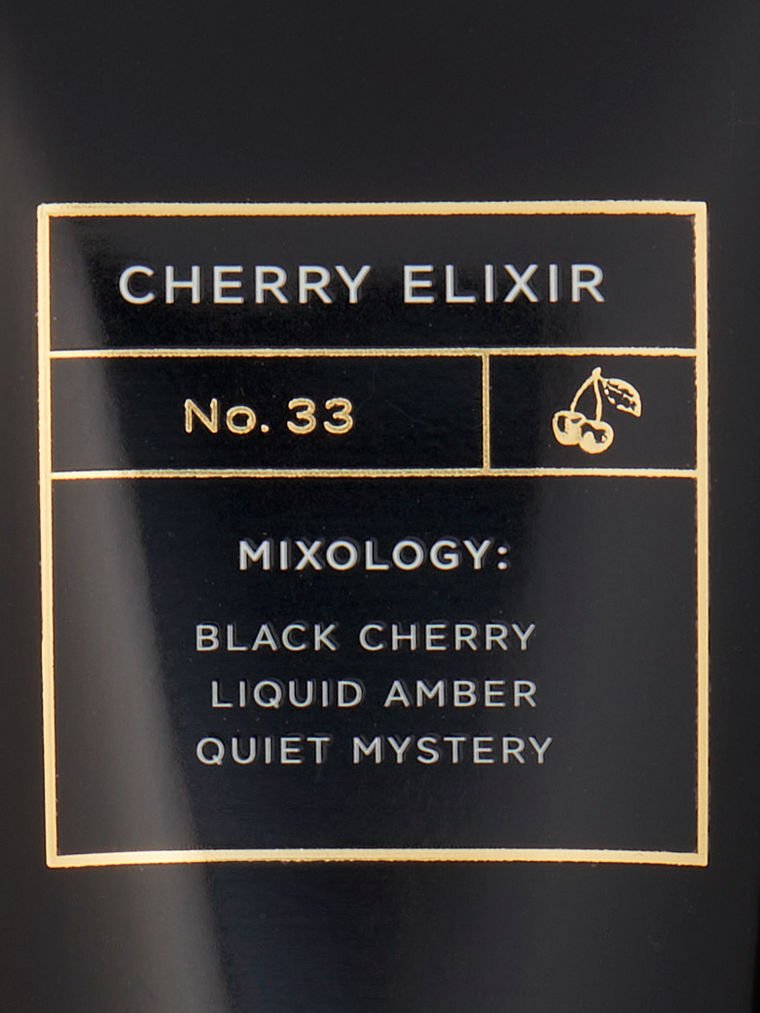 CHERRY ELIXIR
No. 33
MIXOLOGY:
BLACK CHERRY
LIQUID AMBER
QUIET MYSTERY